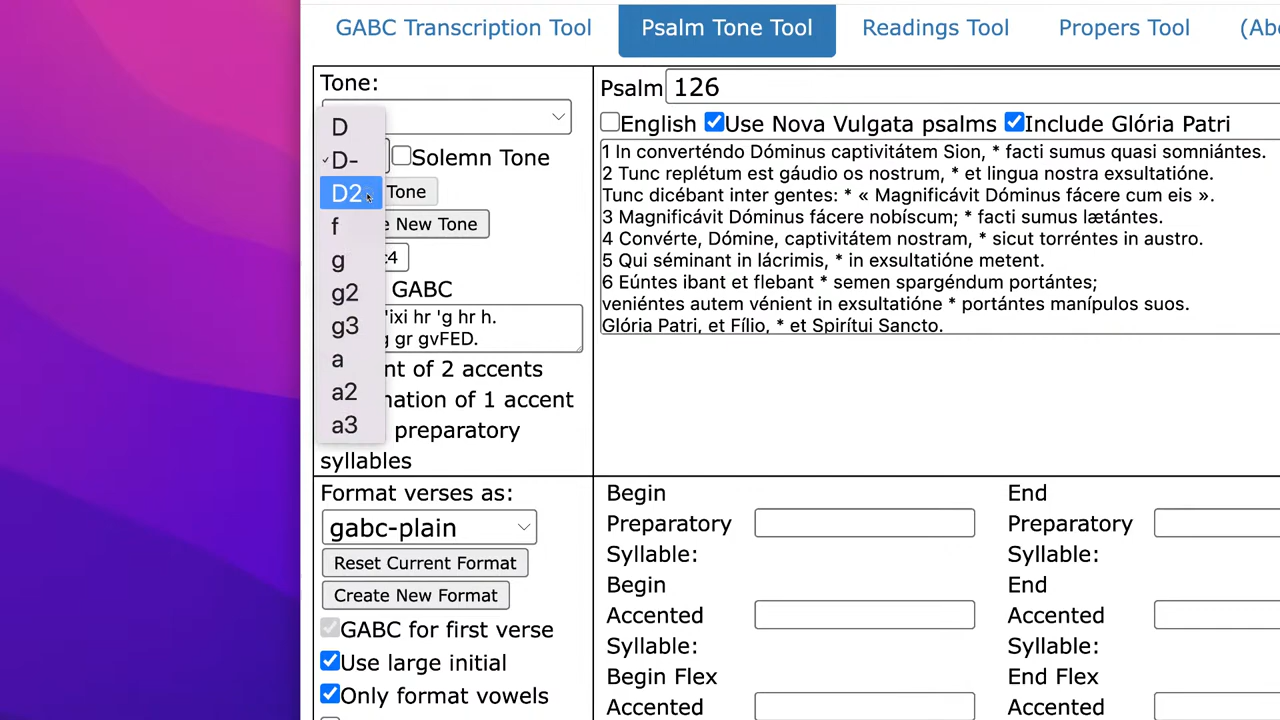 GABC Transcription Tool
Psalm Tone Tool
Readings Tool
Propers Tool
(Abo
Tone:
D
D-
D2
f
g
g2
g3
a
a2
a3
Solemn Tone
Tone
e New Tone
:4
GABC
'ixi hr 'g hr h.
g gr gvFED.
nt of 2 accents
nation of 1 accent
preparatory
syllables
Psalm 126
English Use Nova Vulgata psalms Include Glória Patri
1 In converténdo Dóminus captivitátem Sion, * facti sumus quasi somniántes.
2 Tunc replétum est gáudio os nostrum, * et lingua nostra exsultatióne.
Tunc dicébant inter gentes: * « Magnificávit Dóminus fácere cum eis ».
3 Magnificávit Dóminus fácere nobíscum; * facti sumus lætántes.
4 Convérte, Dómine, captivitátem nostram, * sicut torréntes in austro.
5 Qui séminant in lácrimis, * in exsultatióne metent.
6 Eúntes ibant et flebant * semen spargéndum portántes;
veniéntes autem vénient in exsultatióne * portántes manípulos suos.
Glória Patri, et Fílio, * et Spirítui Sancto.
Format verses as:
gabc-plain
Reset Current Format
Create New Format
GABC for first verse
Use large initial
Only format vowels
Begin
Preparatory
Syllable:
Begin
Accented
Syllable:
Begin Flex
Accented
End
Preparatory
Syllable:
End
Accented
Syllable:
End Flex
Accented